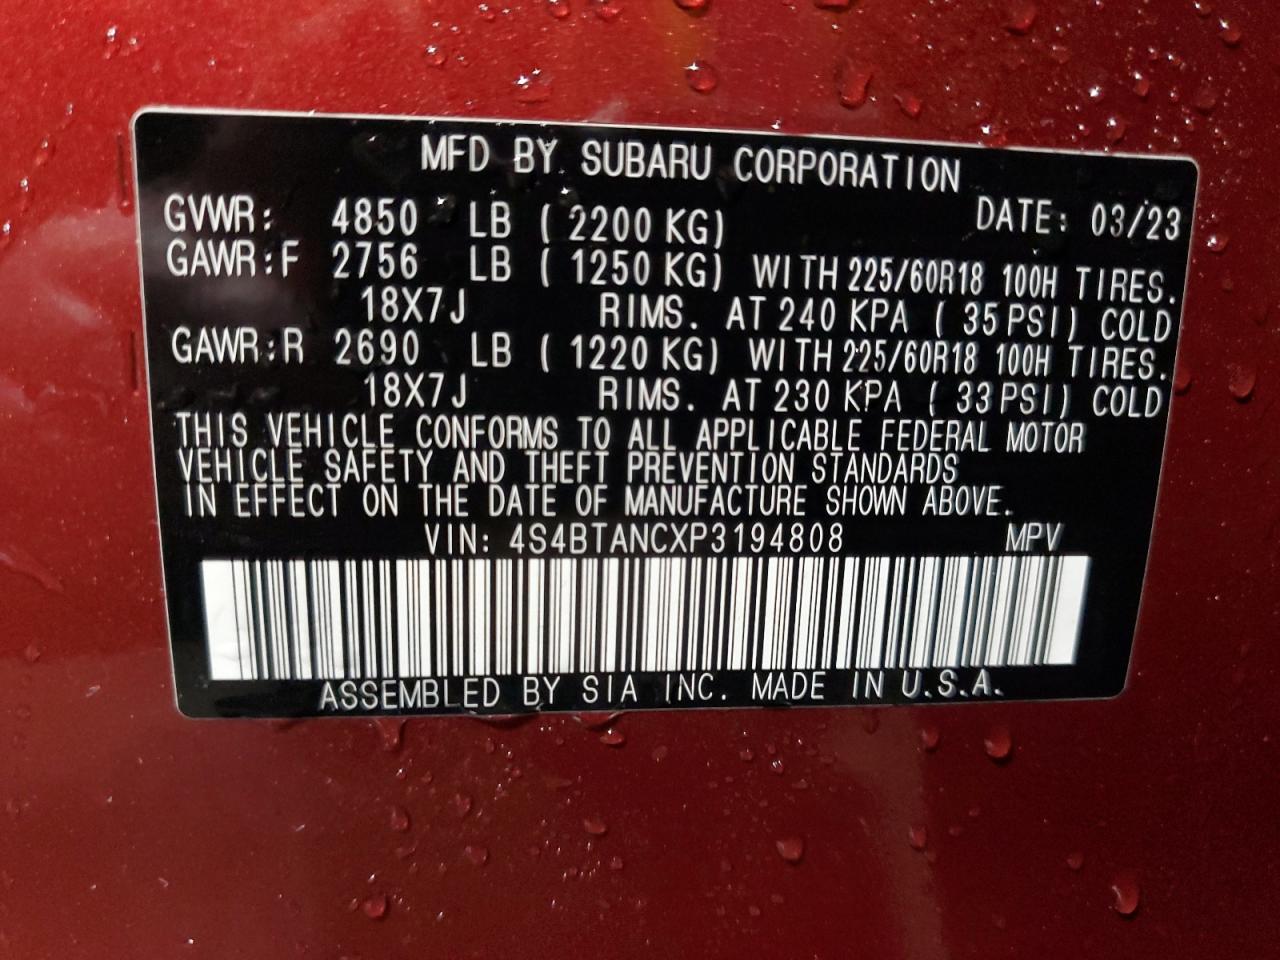 MFD BY SUBARU CORPORATION
GVWR: 4850 LB ( 2200 KG) DATE: 03/23
GAWR:F 2756 LB ( 1250 KG) WITH 225/60R18 100H TIRES.
18X7J RIMS. AT 240 KPA ( 35 PSI) COLD
GAWR:R 2690 LB ( 1220 KG) WITH 225/60R18 100H TIRES.
18X7J RIMS. AT 230 KPA ( 33 PSI) COLD
THIS VEHICLE CONFORMS TO ALL APPLICABLE FEDERAL MOTOR
VEHICLE SAFETY AND THEFT PREVENTION STANDARDS
IN EFFECT ON THE DATE OF MANUFACTURE SHOWN ABOVE.
VIN: 4S4BTANCXP3194808 MPV
ASSEMBLED BY SIA INC. MADE IN U.S.A.